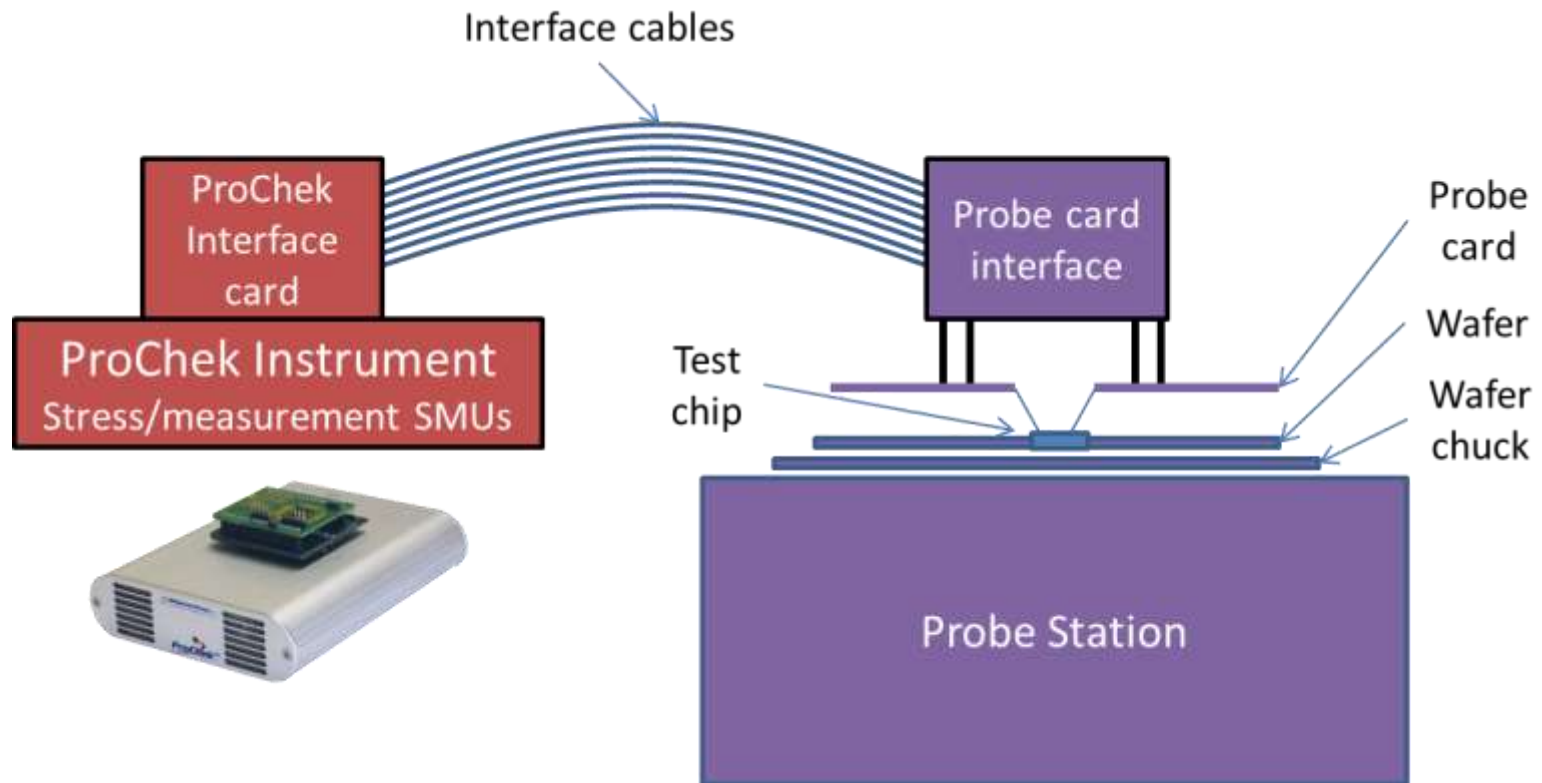 Interface cables
ProChek
Interface
card
ProChek Instrument
Stress/measurement SMUs
Probe card
interface
Probe
card
Wafer
Wafer
chuck
Test
chip
Probe Station
ProChek